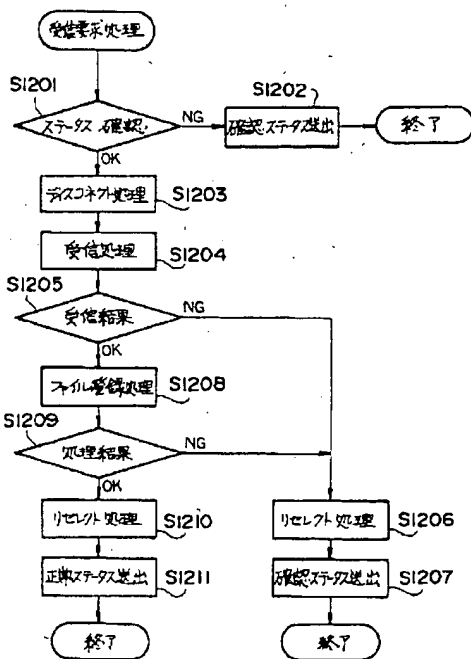 受信要求処理
S1201
ステータス確認
NG
S1202
確認ステータス送出
終了
OK
ディスコネクト処理
S1203
受信処理
S1204
S1205
受信結果
NG
OK
ファイル登録処理
S1208
S1209
処理結果
NG
OK
リセレクト処理
S1210
リセレクト処理
S1206
正常ステータス送出
S1211
確認ステータス送出
S1207
終了
終了